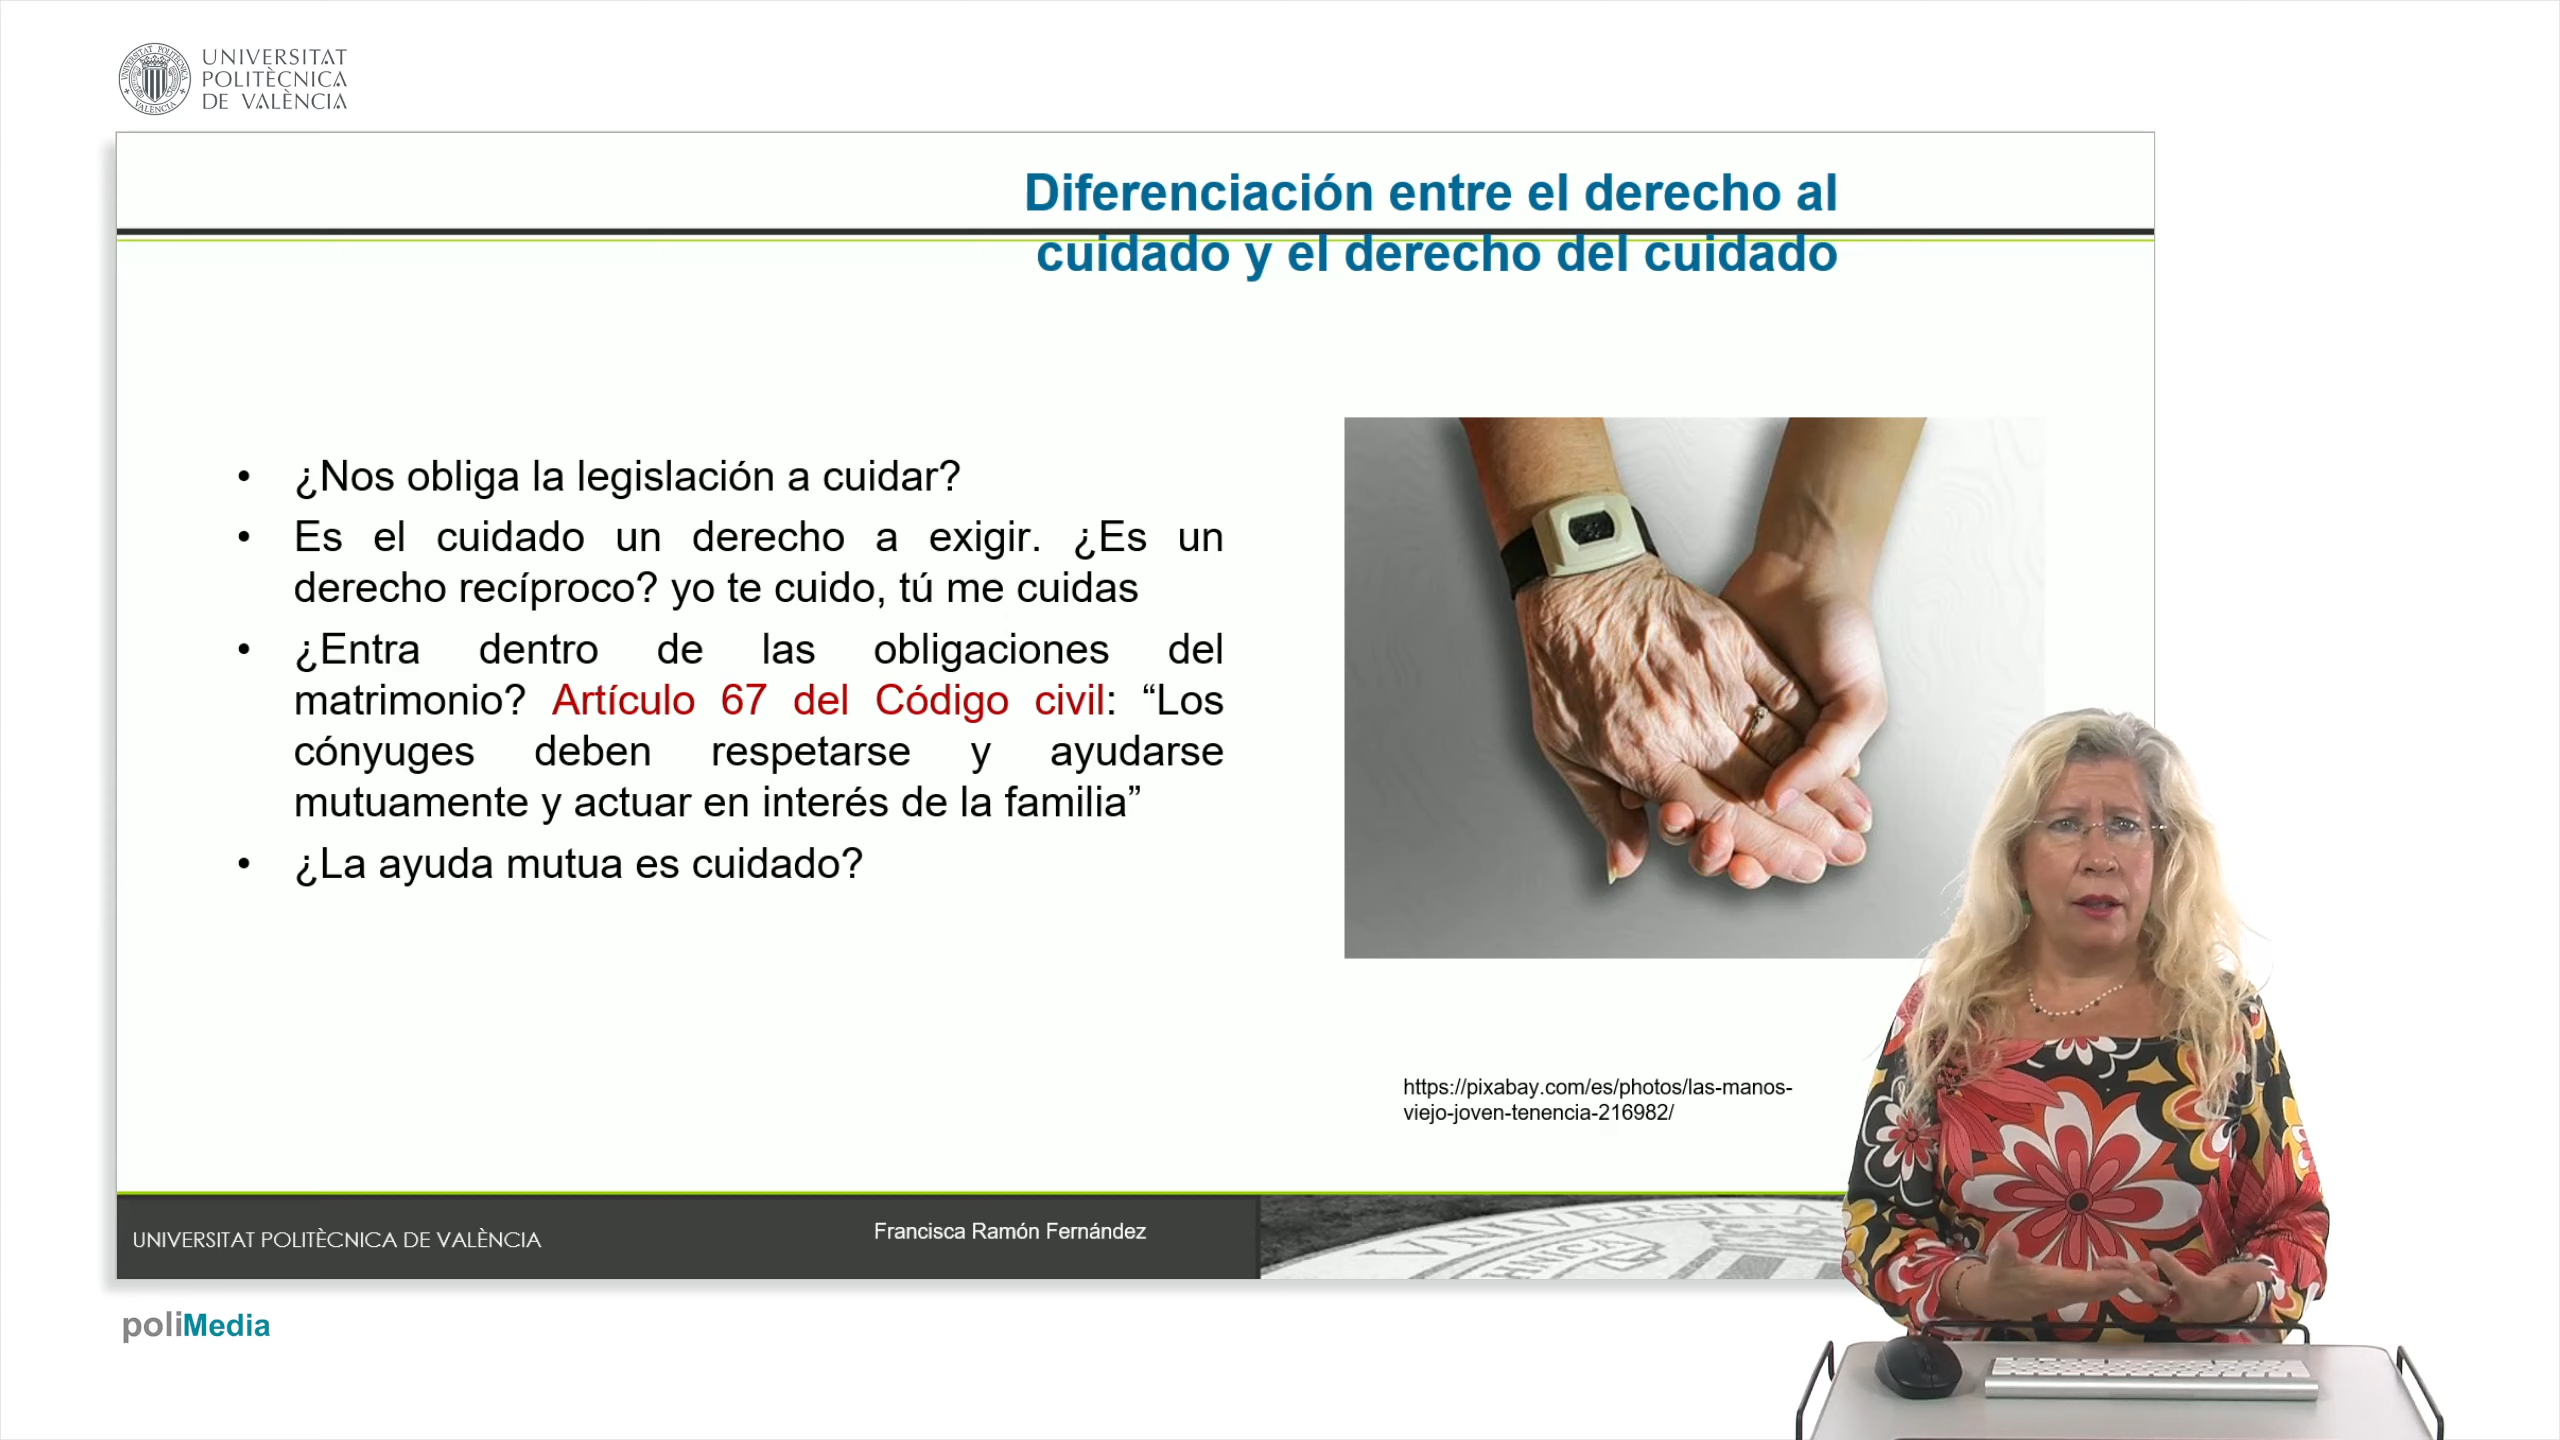 UNIVERSITAT
POLITÈCNICA
DE VALÈNCIA
Diferenciación entre el derecho al
cuidado y el derecho del cuidado
• ¿Nos obliga la legislación a cuidar?
• Es el cuidado un derecho a exigir. ¿Es un
derecho recíproco? yo te cuido, tú me cuidas
• ¿Entra dentro de las obligaciones del
matrimonio? Artículo 67 del Código civil: “Los
cónyuges deben respetarse y ayudarse
mutuamente y actuar en interés de la familia”
• ¿La ayuda mutua es cuidado?
https://pixabay.com/es/photos/las-manos-
viejo-joven-tenencia-216982/
UNIVERSITAT POLITÈCNICA DE VALÈNCIA
Francisca Ramón Fernández
poliMedia